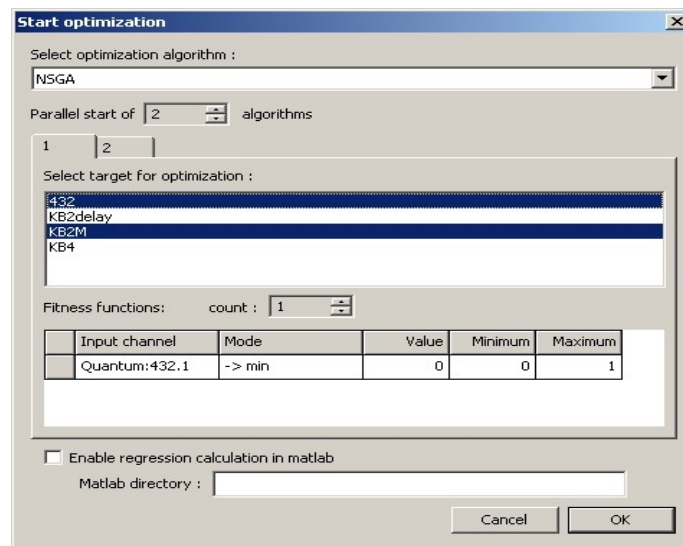 Start optimization
Select optimization algorithm :
NSGA
Parallel start of 2 algorithms
1 2
Select target for optimization :
432
KB2delay
KB2M
KB4
Fitness functions: count : 1
Input channel Mode Value Minimum Maximum
Quantum:432.1 -> min 0 0 1
Enable regression calculation in matlab
Matlab directory :
Cancel OK